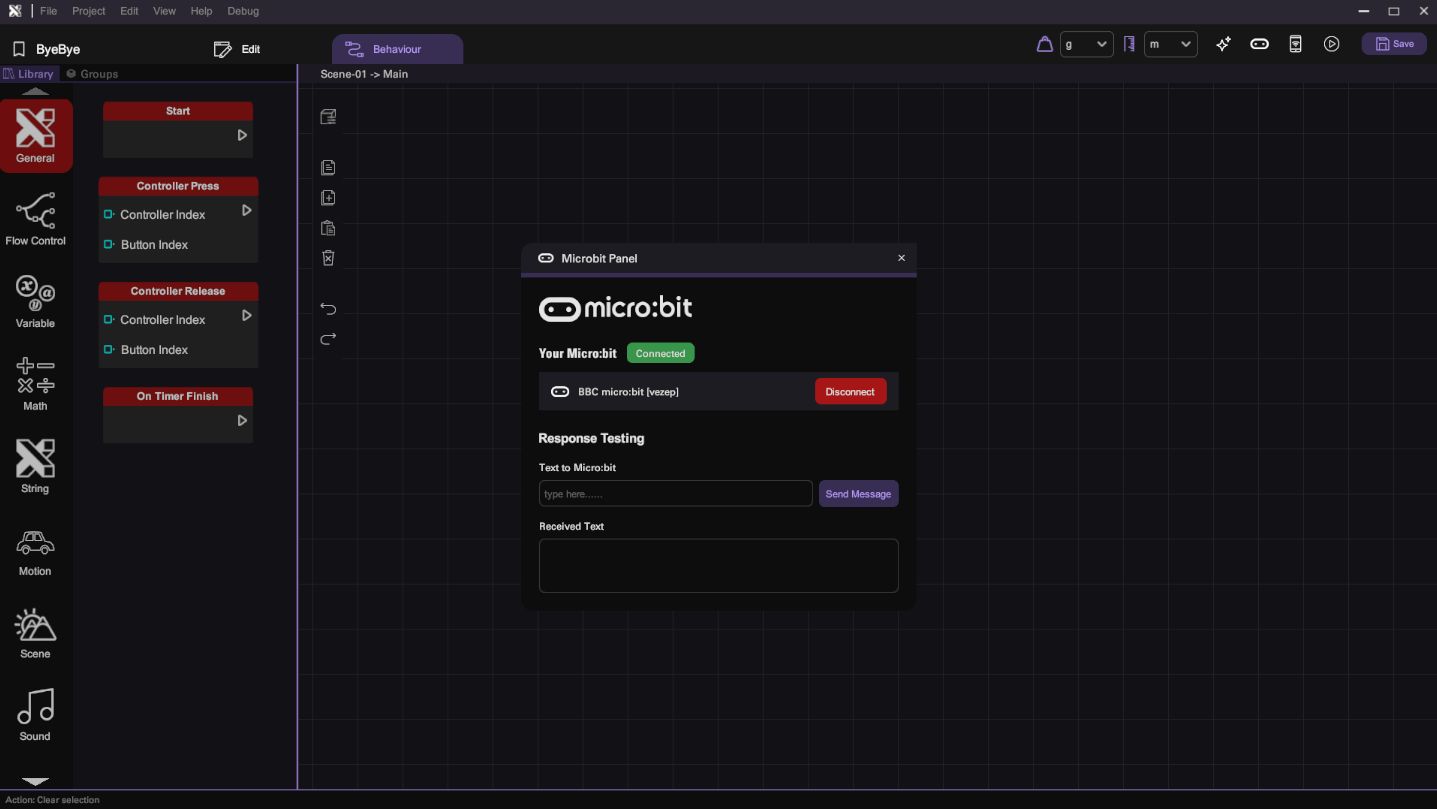 File Project Edit View Help Debug
ByeBye Edit Behaviour g m Save
Library Groups
Scene-01 -> Main
General
Flow Control
Variable
Math
String
Motion
Scene
Sound
Start
Controller Press
Controller Index
Button Index
Controller Release
Controller Index
Button Index
On Timer Finish
Microbit Panel
micro:bit
Your Micro:bit Connected
BBC micro:bit [vezep] Disconnect
Response Testing
Text to Micro:bit
type here...... Send Message
Received Text
Action: Clear selection